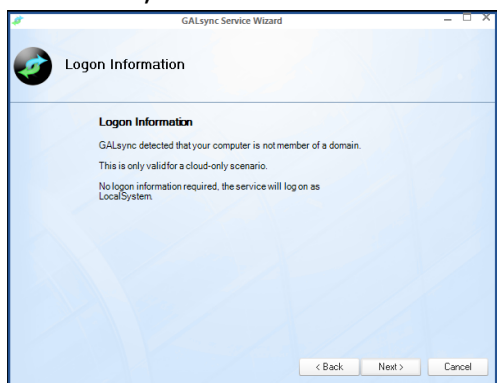 GALsync Service Wizard
Logon Information
Logon Information
GALsync detected that your computer is not member of a domain.
This is only valid for a cloud-only scenario.
No logon information required, the service will log on as
LocalSystem.
< Back Next > Cancel